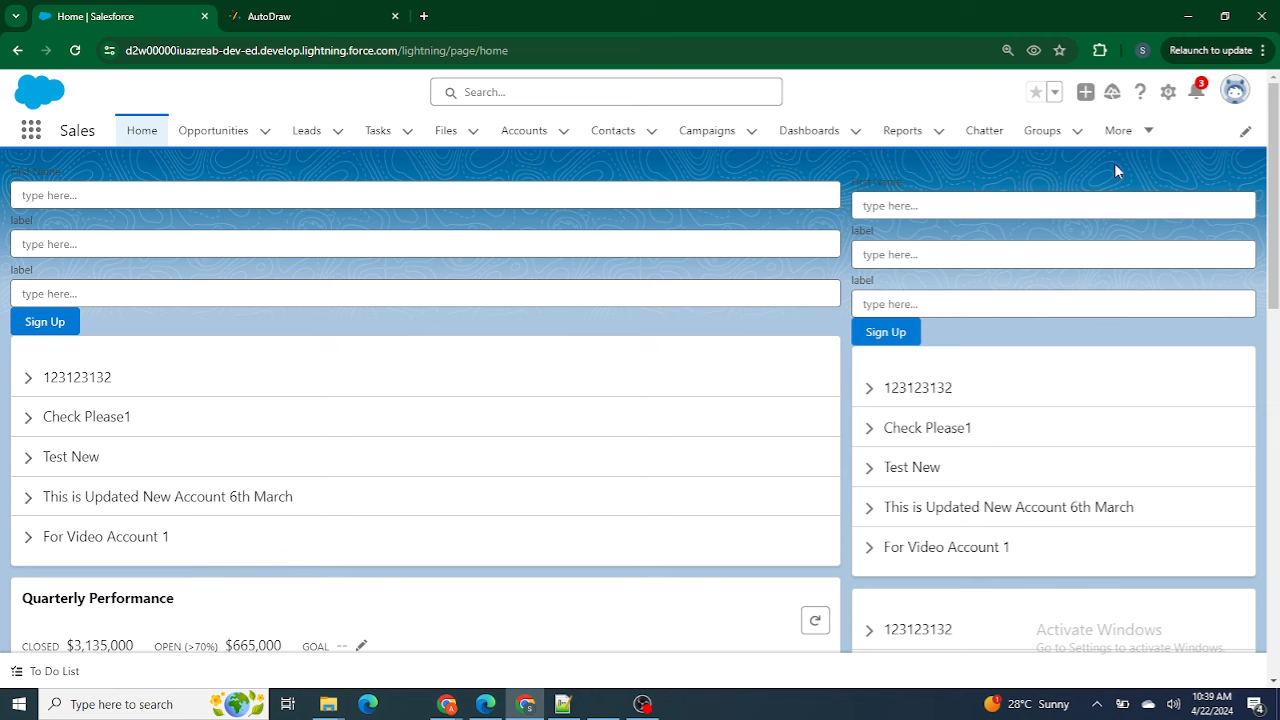 Home | Salesforce
AutoDraw
d2w00000iuazreab-dev-ed.develop.lightning.force.com/lightning/page/home
S
Relaunch to update
Search...
3
Sales
Home
Opportunities
Leads
Tasks
Files
Accounts
Contacts
Campaigns
Dashboards
Reports
Chatter
Groups
More
First Name
type here...
label
type here...
label
type here...
Sign Up
123123132
Check Please1
Test New
This is Updated New Account 6th March
For Video Account 1
Quarterly Performance
CLOSED $3,135,000 OPEN (>70%) $665,000 GOAL --
First Name
type here...
label
type here...
label
type here...
Sign Up
123123132
Check Please1
Test New
This is Updated New Account 6th March
For Video Account 1
123123132
Activate Windows
Go to Settings to activate Windows.
To Do List
Type here to search
28°C Sunny
10:39 AM
4/22/2024
4